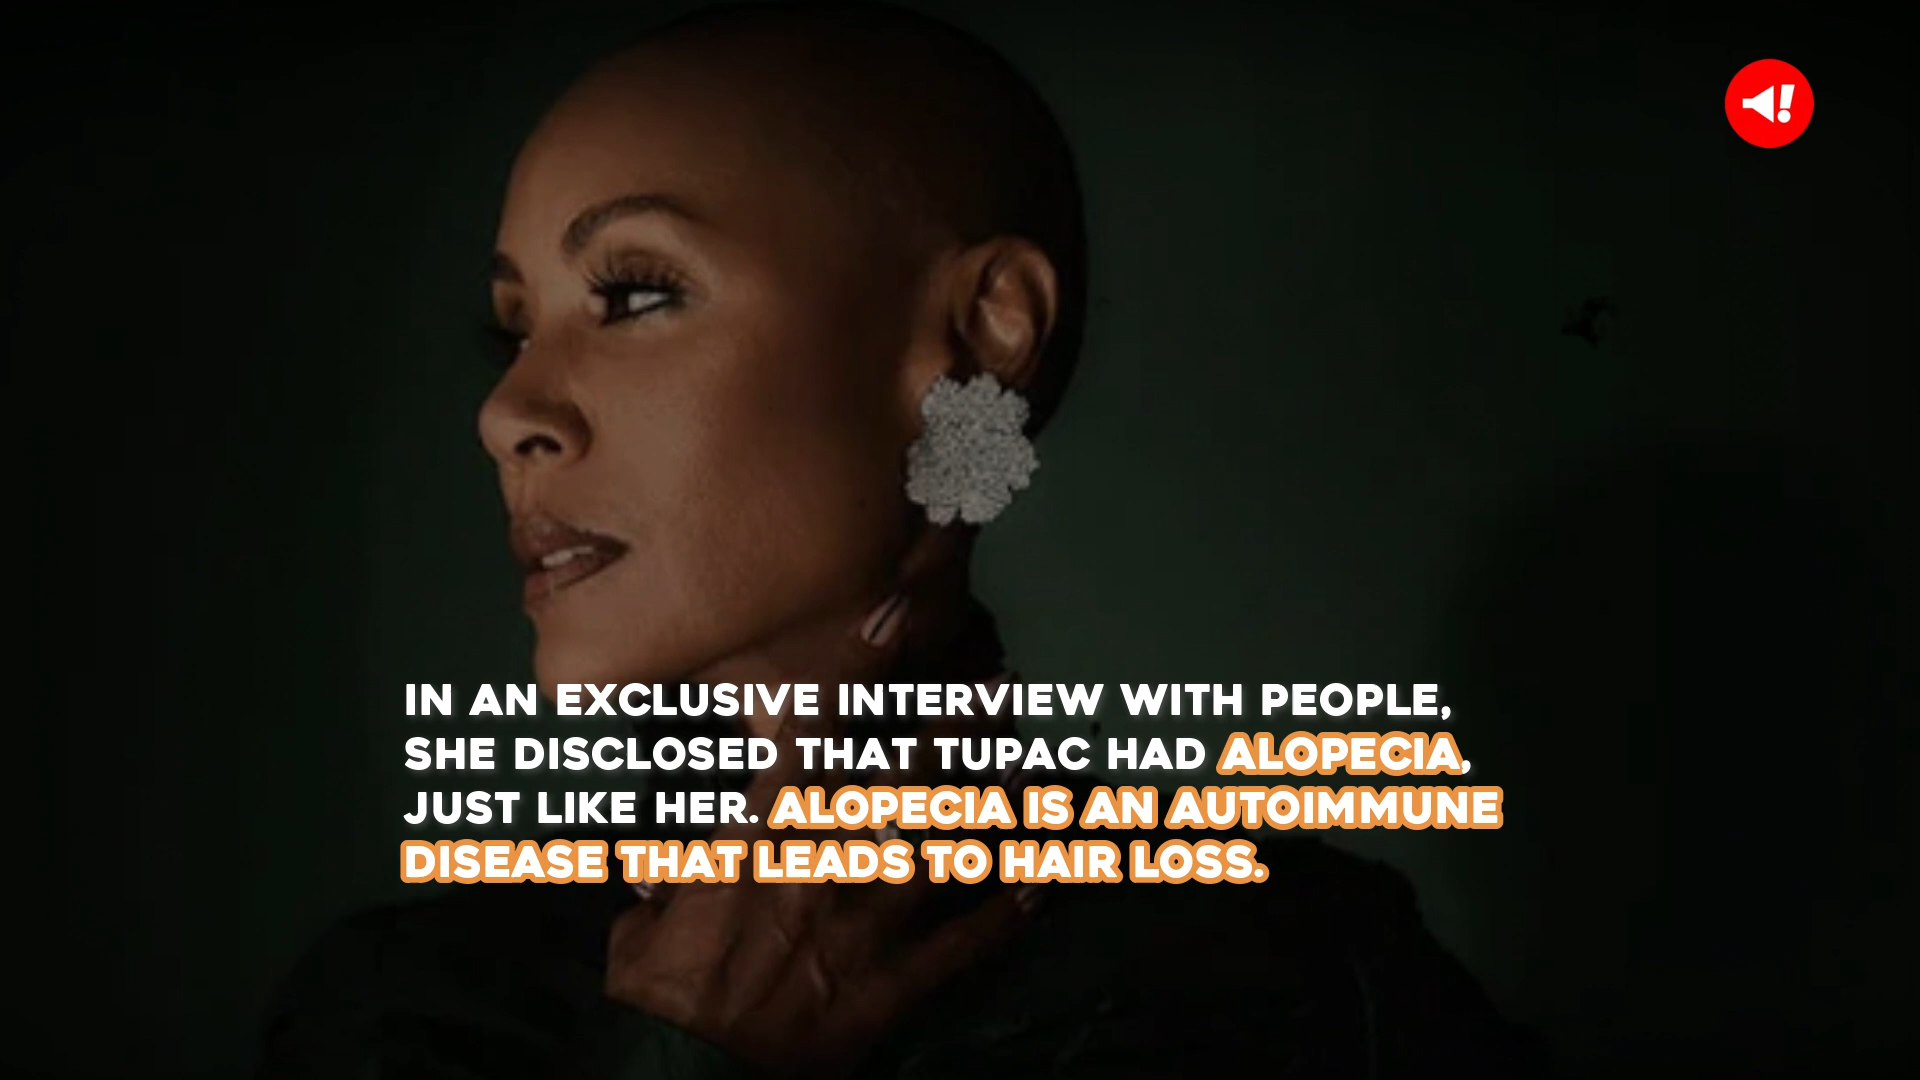 IN AN EXCLUSIVE INTERVIEW WITH PEOPLE,
SHE DISCLOSED THAT TUPAC HAD ALOPECIA,
JUST LIKE HER. ALOPECIA IS AN AUTOIMMUNE
DISEASE THAT LEADS TO HAIR LOSS.